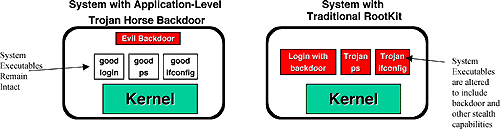 System with Application-Level
Trojan Horse Backdoor
Evil Backdoor
System
Executables
Remain
Intact
good
login
good
ps
good
ifconfig
Kernel
System with
Traditional RootKit
Login with
backdoor
Trojan
ps
Trojan
ifconfig
Kernel
System
Executables
are altered
to include
backdoor and
other stealth
capabilities